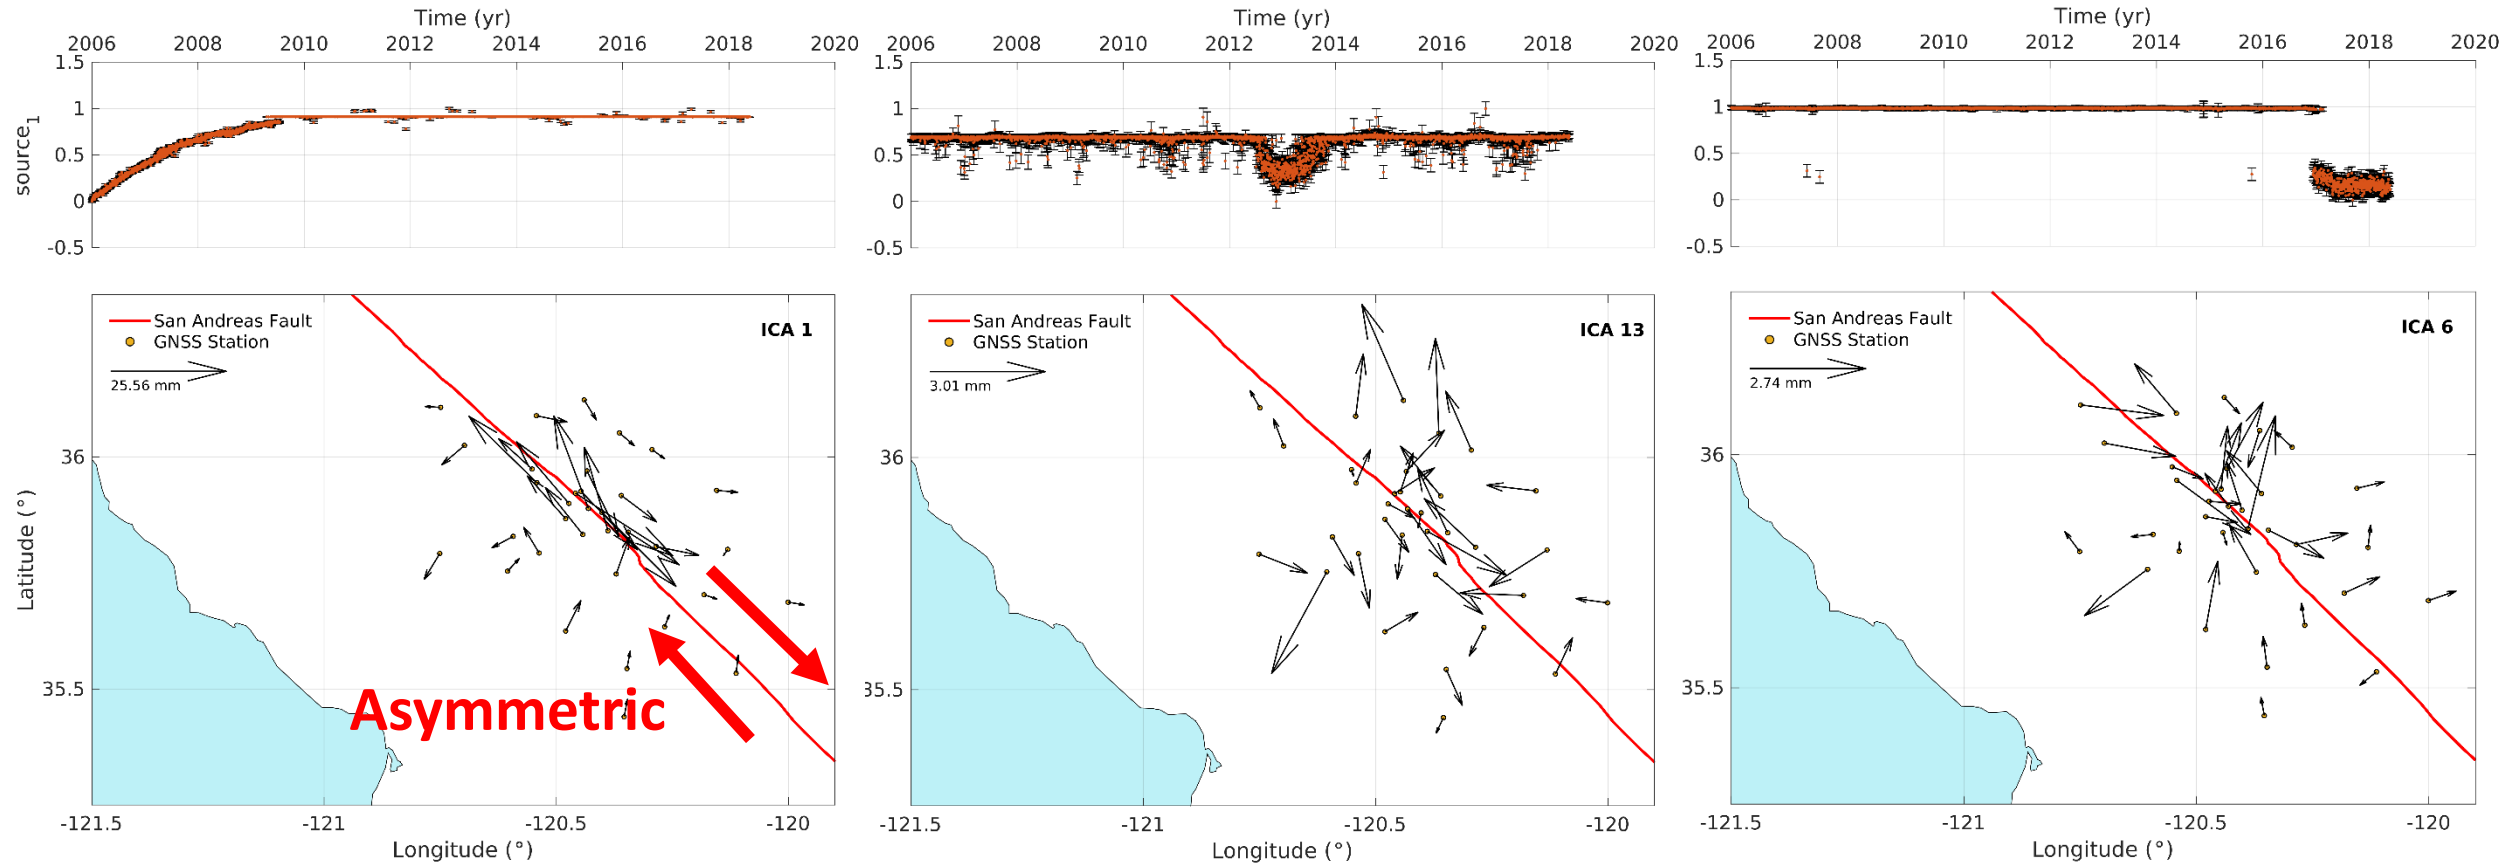 Time (yr)
2006 2008 2010 2012 2014 2016 2018 2020
1.5
1
0.5
0
-0.5
source1
San Andreas Fault
GNSS Station
25.56 mm
ICA 1
36
35.5
Latitude (°)
Asymmetric
-121.5 -121 -120.5 -120
Longitude (°)
Time (yr)
2006 2008 2010 2012 2014 2016 2018 2020
1.5
1
0.5
0
-0.5
San Andreas Fault
GNSS Station
3.01 mm
ICA 13
36
35.5
-121.5 -121 -120.5 -120
Longitude (°)
Time (yr)
2006 2008 2010 2012 2014 2016 2018 2020
1.5
1
0.5
0
-0.5
San Andreas Fault
GNSS Station
2.74 mm
ICA 6
36
35.5
-121.5 -121 -120.5 -120
Longitude (°)